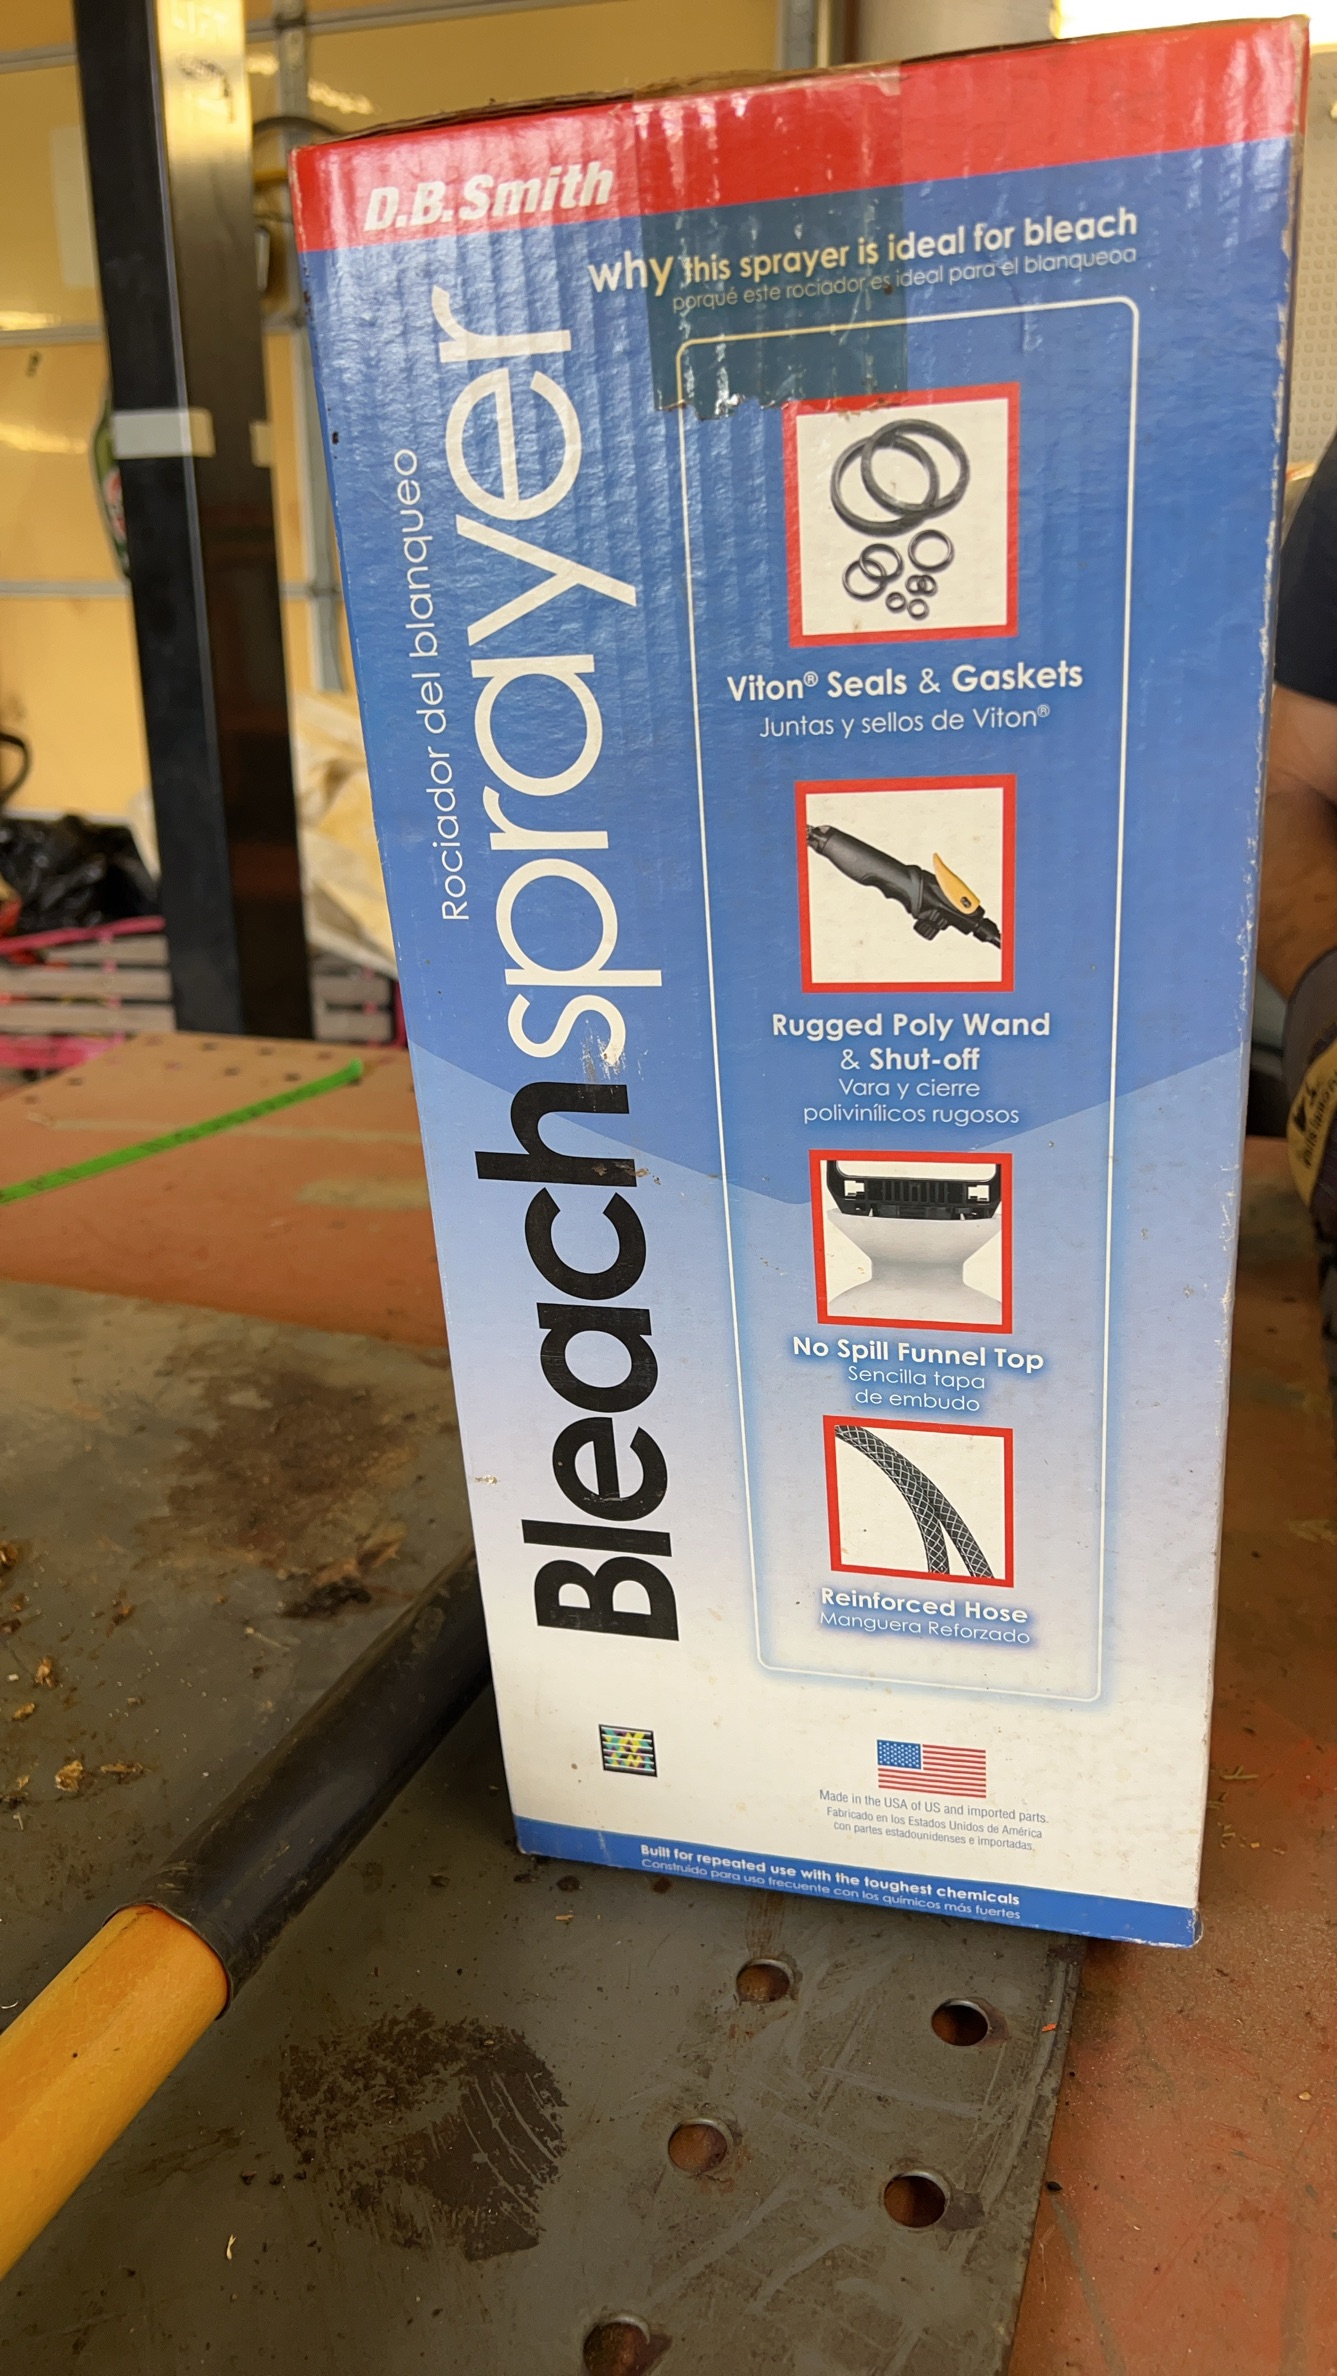 D.B.Smith
why this sprayer is ideal for bleach
porqué este rociador es ideal para el blanqueoa
Rociador del blanqueo
Bleach sprayer
Viton® Seals & Gaskets
Juntas y sellos de Viton®
Rugged Poly Wand
& Shut-off
Vara y cierre
polivinílicos rugosos
No Spill Funnel Top
Sencilla tapa
de embudo
Reinforced Hose
Manguera Reforzado
Made in the USA of US and imported parts.
Fabricado en los Estados Unidos de América
con partes estadounidenses e importadas.
Built for repeated use with the toughest chemicals
Construido para uso frecuente con los químicos más fuertes